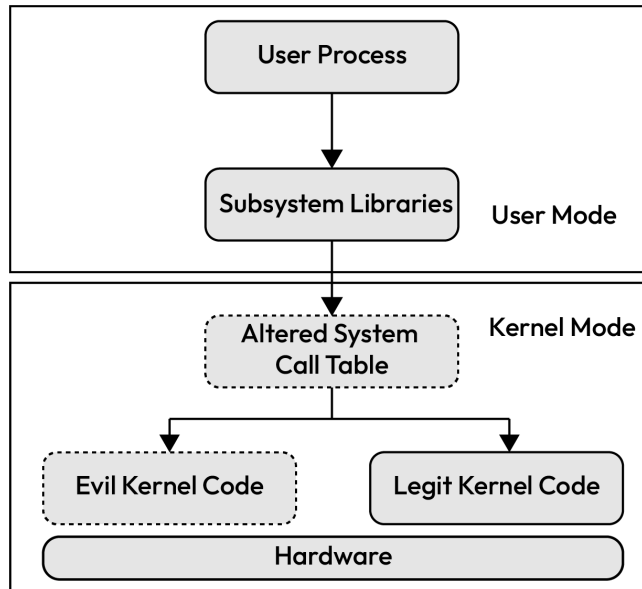 User Process
Subsystem Libraries
User Mode
Kernel Mode
Altered System
Call Table
Evil Kernel Code
Legit Kernel Code
Hardware